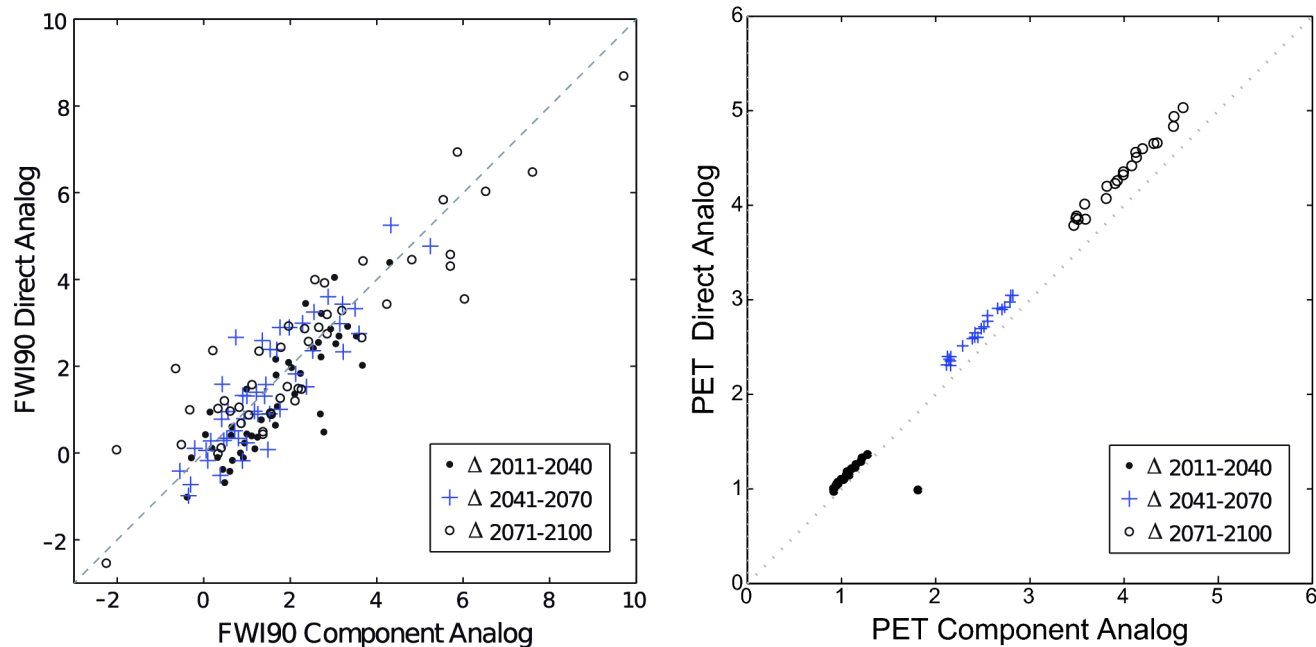 10
8
6
4
2
0
−2
−2 0 2 4 6 8 10
FWI90 Direct Analog
FWI90 Component Analog
Δ 2011-2040
Δ 2041-2070
Δ 2071-2100
6
5
4
3
2
1
0
0 1 2 3 4 5 6
PET Direct Analog
PET Component Analog
Δ 2011-2040
Δ 2041-2070
Δ 2071-2100